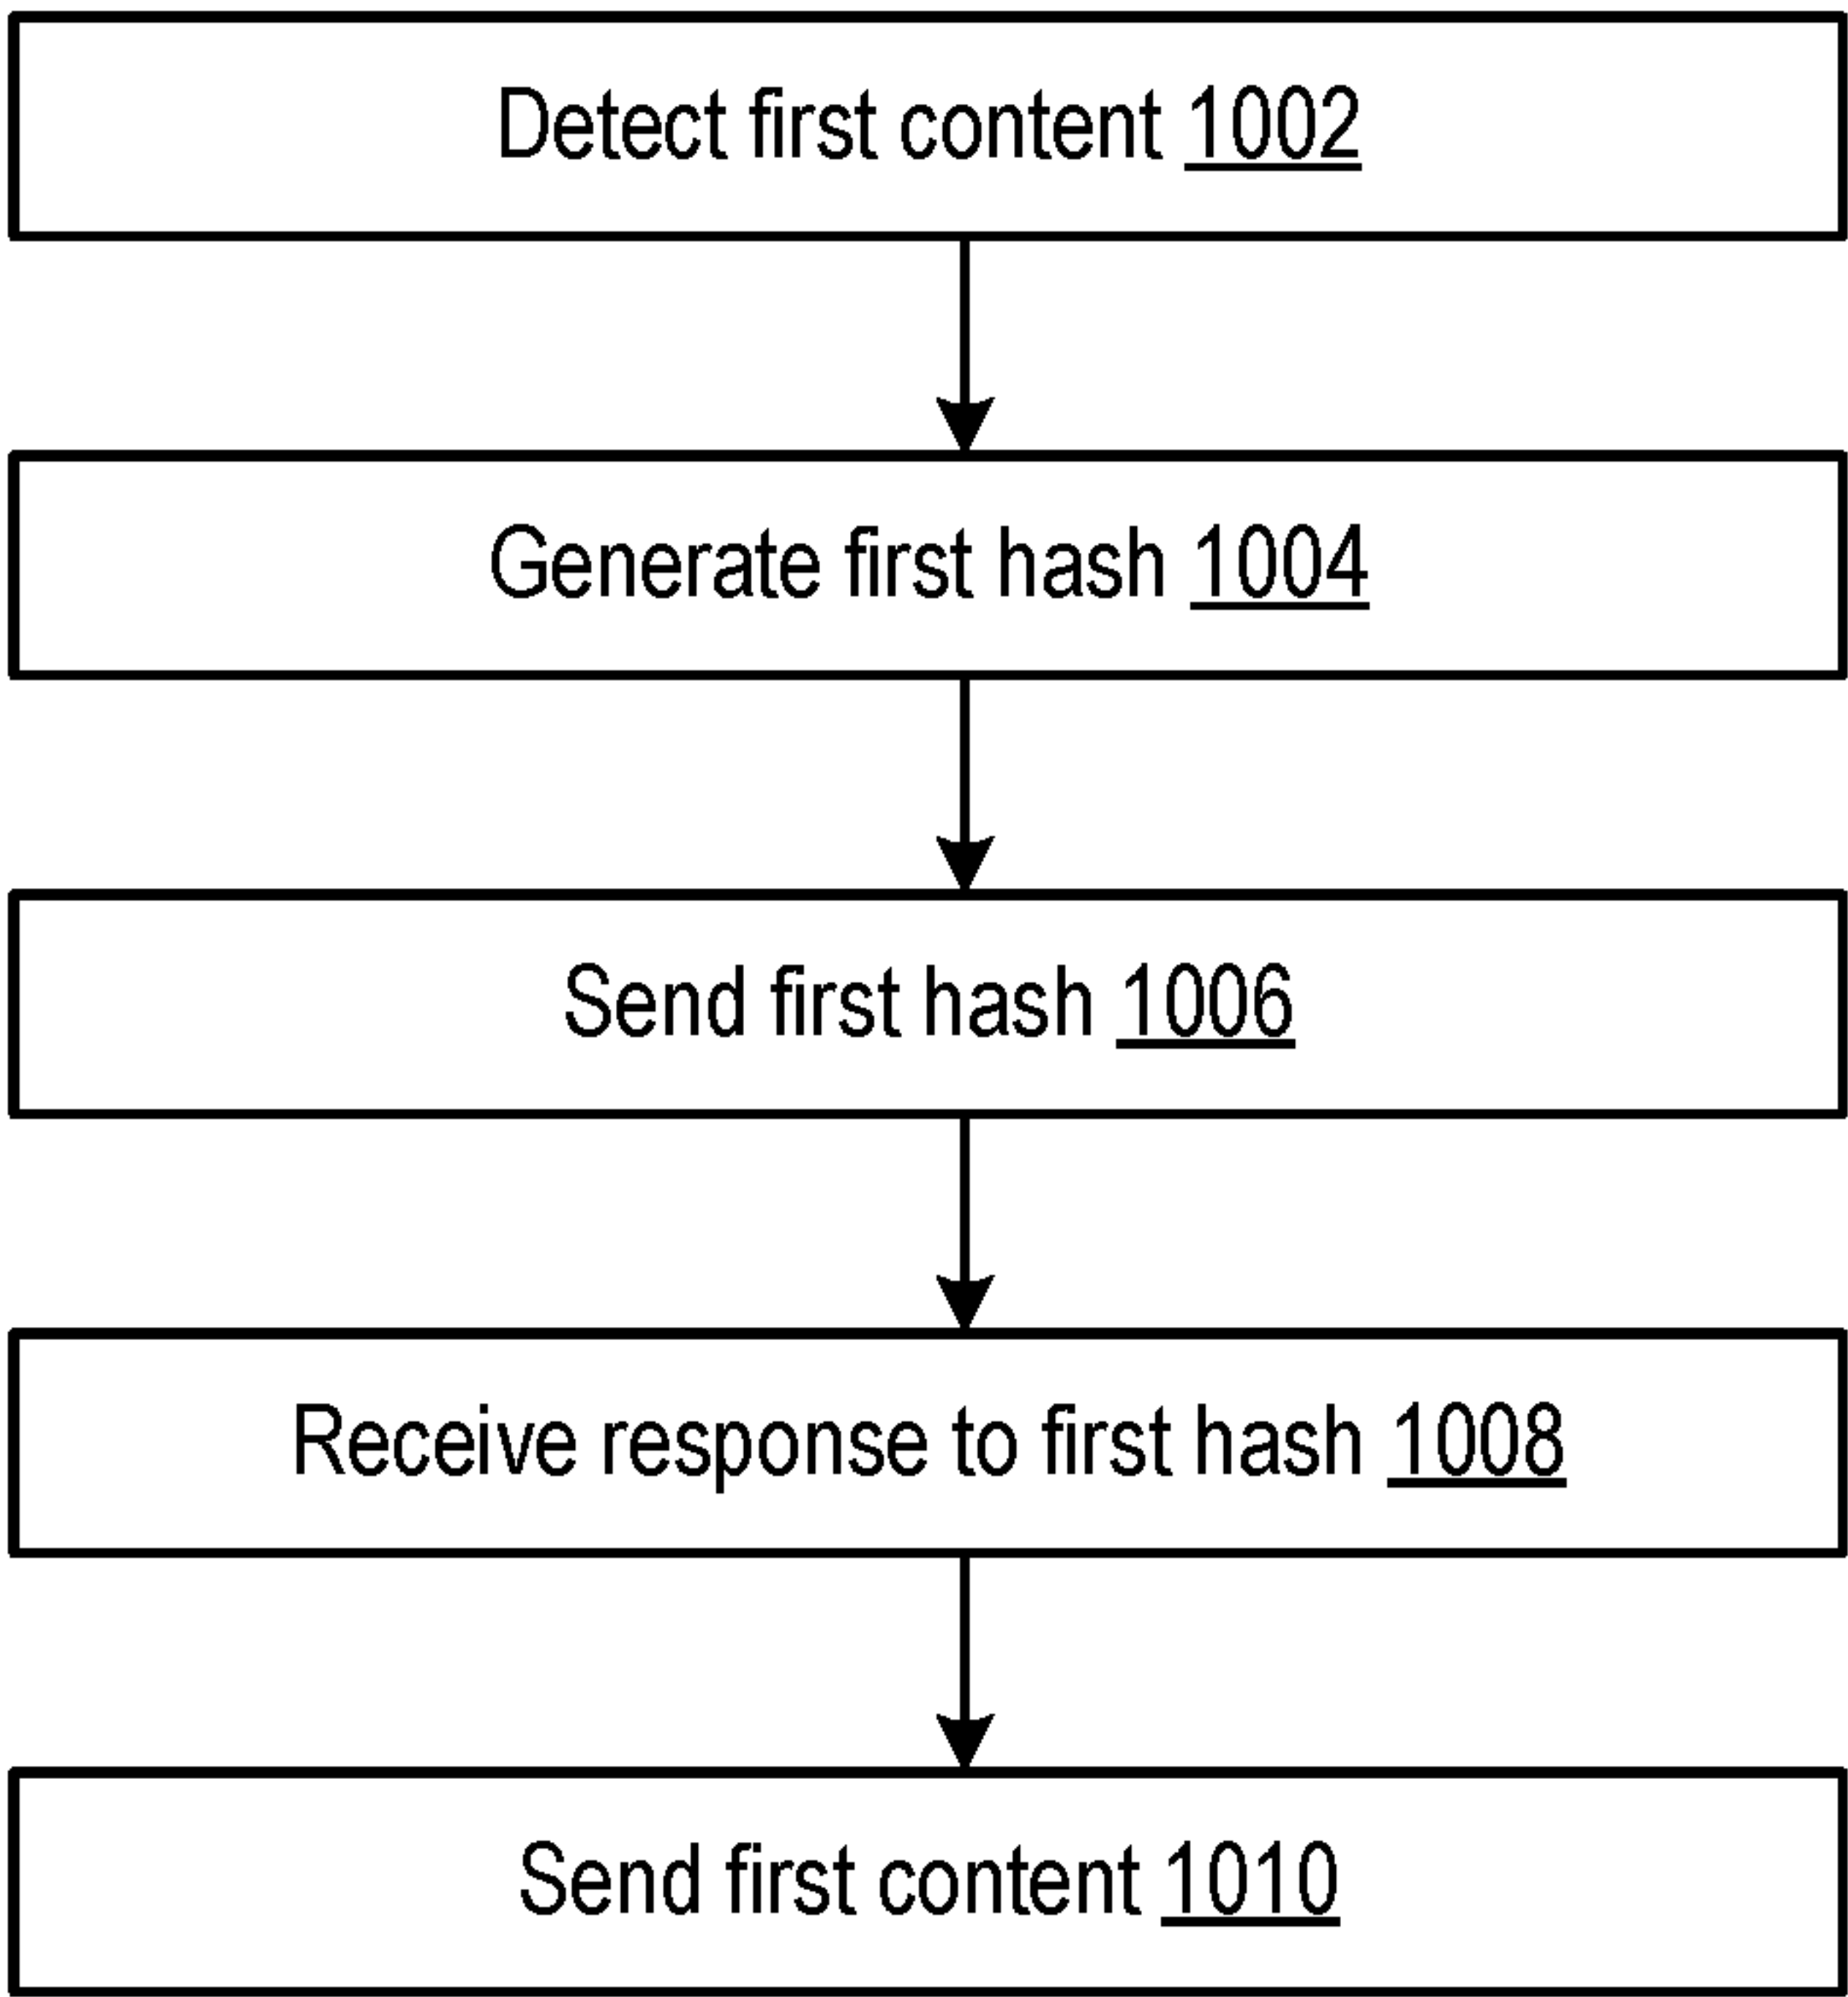 Detect first content 1002
Generate first hash 1004
Send first hash 1006
Receive response to first hash 1008
Send first content 1010